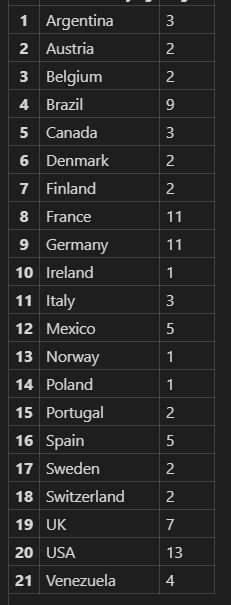 1 Argentina 3
2 Austria 2
3 Belgium 2
4 Brazil 9
5 Canada 3
6 Denmark 2
7 Finland 2
8 France 11
9 Germany 11
10 Ireland 1
11 Italy 3
12 Mexico 5
13 Norway 1
14 Poland 1
15 Portugal 2
16 Spain 5
17 Sweden 2
18 Switzerland 2
19 UK 7
20 USA 13
21 Venezuela 4